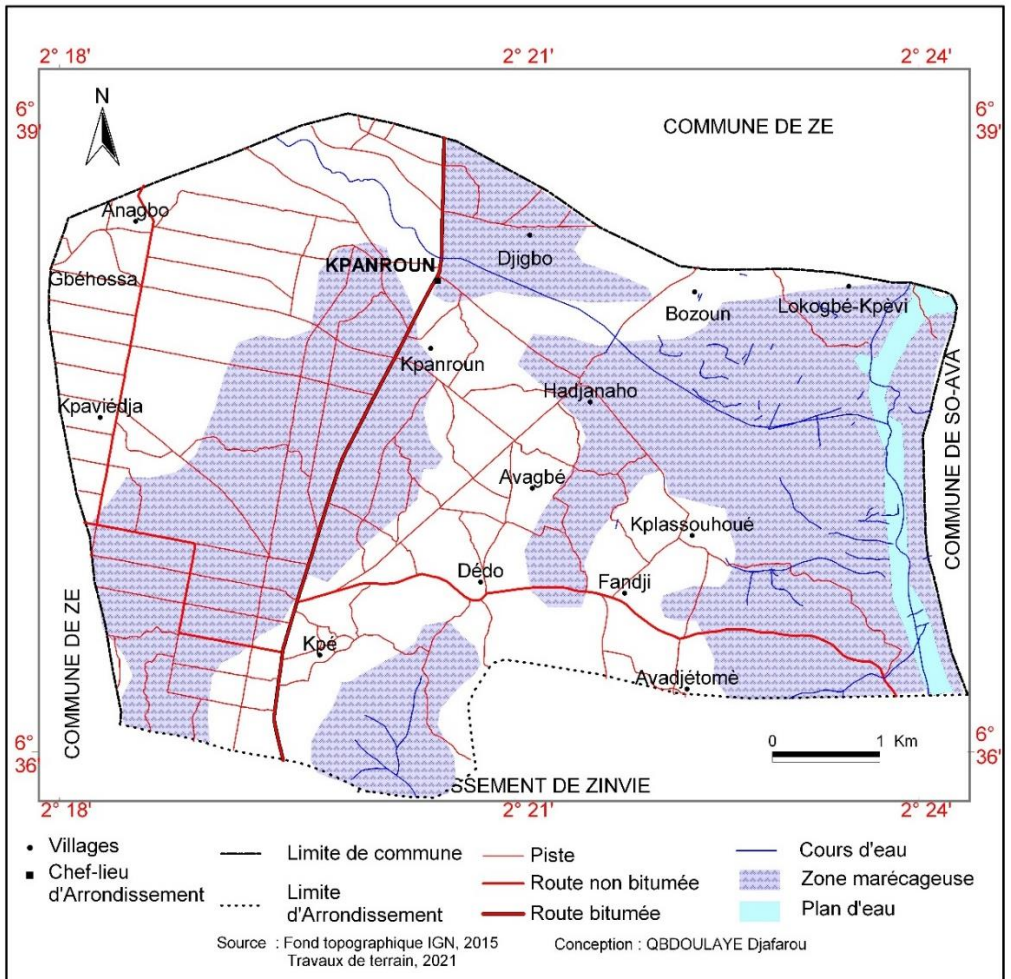 2° 18'
2° 21'
2° 24'
6°
39'
6°
39'
N
COMMUNE DE ZE
Anagbo
Djigbo
KPANROUN
Gbéhossa
Bozoun
Lokogbé-Kpèvi
Kpanroun
COMMUNE DE SO-AVA
Hadjanaho
Kpaviédja
Avagbé
Kplassouhoué
Dédo
Fandji
COMMUNE DE ZE
Kpé
Avadjétomè
6°
36'
6°
36'
0 1 Km
SSEMENT DE ZINVIE
2° 18'
2° 21'
2° 24'
Villages
Chef-lieu
d'Arrondissement
Limite de commune
Limite
d'Arrondissement
Piste
Route non bitumée
Route bitumée
Cours d'eau
Zone marécageuse
Plan d'eau
Source : Fond topographique IGN, 2015
Travaux de terrain, 2021
Conception : QBDOULAYE Djafarou